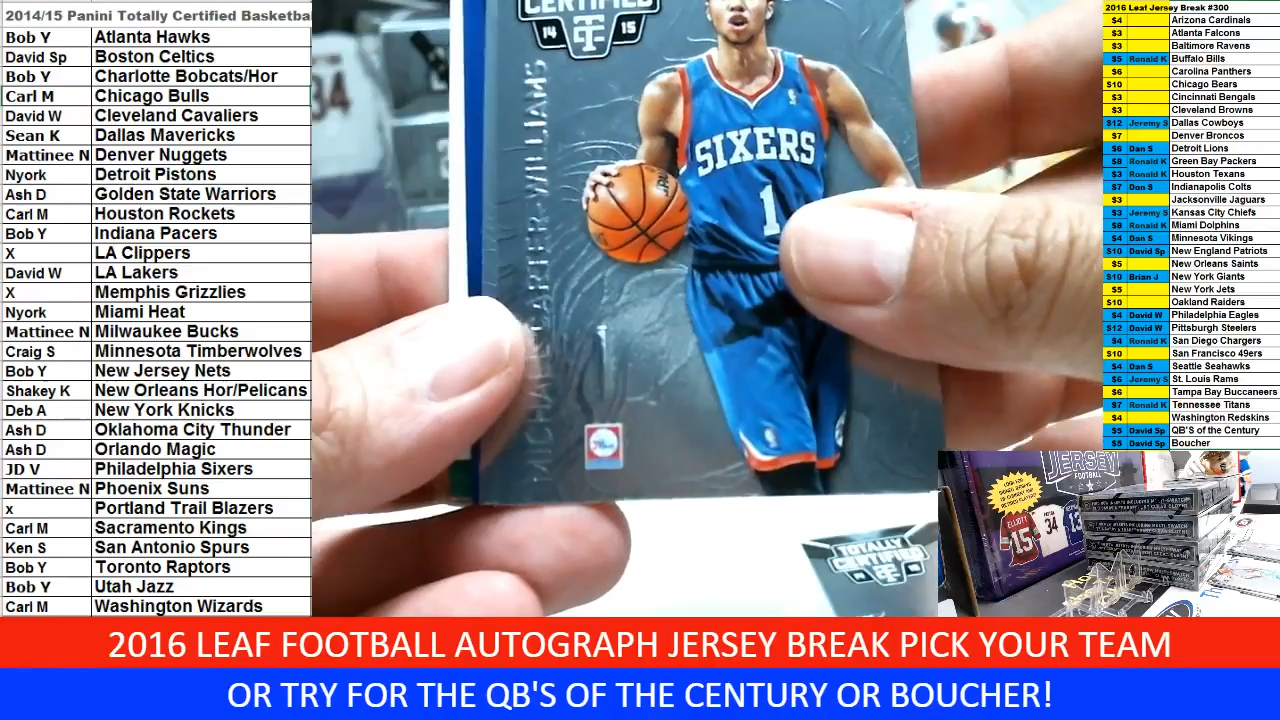 2014/15 Panini Totally Certified Basketba
Bob Y Atlanta Hawks
David Sp Boston Celtics
Bob Y Charlotte Bobcats/Hor
Carl M Chicago Bulls
David W Cleveland Cavaliers
Sean K Dallas Mavericks
Mattinee N Denver Nuggets
Nyork Detroit Pistons
Ash D Golden State Warriors
Carl M Houston Rockets
Bob Y Indiana Pacers
X LA Clippers
David W LA Lakers
X Memphis Grizzlies
Nyork Miami Heat
Mattinee N Milwaukee Bucks
Craig S Minnesota Timberwolves
Bob Y New Jersey Nets
Shakey K New Orleans Hor/Pelicans
Deb A New York Knicks
Ash D Oklahoma City Thunder
Ash D Orlando Magic
JD V Philadelphia Sixers
Mattinee N Phoenix Suns
x Portland Trail Blazers
Carl M Sacramento Kings
Ken S San Antonio Spurs
Bob Y Toronto Raptors
Bob Y Utah Jazz
Carl M Washington Wizards
CERTIFIED
14 15
SIXERS
1
CARTER-WILLIAMS
TOTALLY
CERTIFIED
2016 Leaf Jersey Break #300
$4 Arizona Cardinals
$3 Atlanta Falcons
$3 Baltimore Ravens
$5 Ronald K Buffalo Bills
$6 Carolina Panthers
$10 Chicago Bears
$3 Cincinnati Bengals
$3 Cleveland Browns
$12 Jeremy S Dallas Cowboys
$7 Denver Broncos
$6 Dan S Detroit Lions
$8 Ronald K Green Bay Packers
$3 Ronald K Houston Texans
$7 Dan S Indianapolis Colts
$3 Jacksonville Jaguars
$3 Jeremy S Kansas City Chiefs
$8 Ronald K Miami Dolphins
$4 Dan S Minnesota Vikings
$10 David Sp New England Patriots
$5 New Orleans Saints
$10 Brian J New York Giants
$5 New York Jets
$10 Oakland Raiders
$4 David W Philadelphia Eagles
$12 David W Pittsburgh Steelers
$4 Ronald K San Diego Chargers
$10 San Francisco 49ers
$4 Dan S Seattle Seahawks
$6 Jeremy S St. Louis Rams
$6 Tampa Bay Buccaneers
$7 Ronald K Tennessee Titans
$4 Washington Redskins
$5 David Sp QB'S of the Century
$5 David Sp Boucher
JERSEY
FOOTBALL
ELLIOTT
15
34
13
2016 LEAF FOOTBALL AUTOGRAPH JERSEY BREAK PICK YOUR TEAM
OR TRY FOR THE QB'S OF THE CENTURY OR BOUCHER!